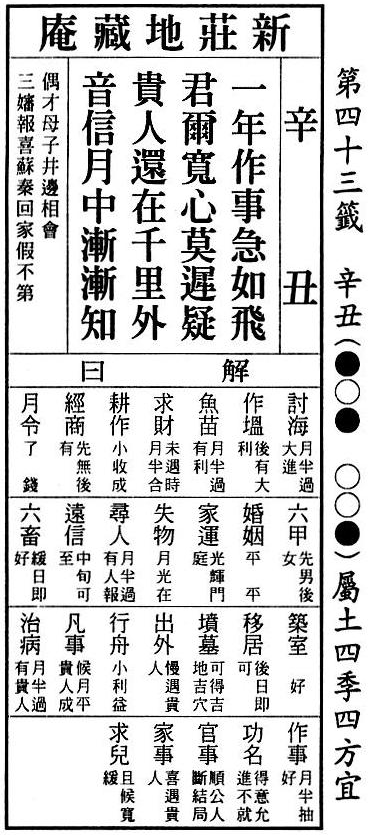 第四十三籤 辛丑(●○● ○○●)屬土四季四方宜
新莊地藏庵
辛丑
一年作事急如飛
君爾寬心莫遲疑
貴人還在千里外
音信月中漸漸知
偶才母子井邊相會
三嬸報喜蘇秦回家假不第
解曰
討海 月半過大進
作塭 後有大利
魚苗 月半過有利
求財 未遇時月半合
耕作 小收成
經商 先無後有
月令 了錢
六甲 先男後女
婚姻 平平
家運 光輝門庭
失物 月光在
尋人 月半過有人報
遠信 中旬可至
六畜 緩日即好
築室 好
移居 後日即可
墳墓 可得吉地吉穴
出外 慢遇貴人
行舟 小利益
凡事 候月平貴人成
治病 月半過有貴人
作事 月半抽好
功名 得意允進不就
官事 順公人斷結局
家事 喜遇貴人
求兒 且候寬緩